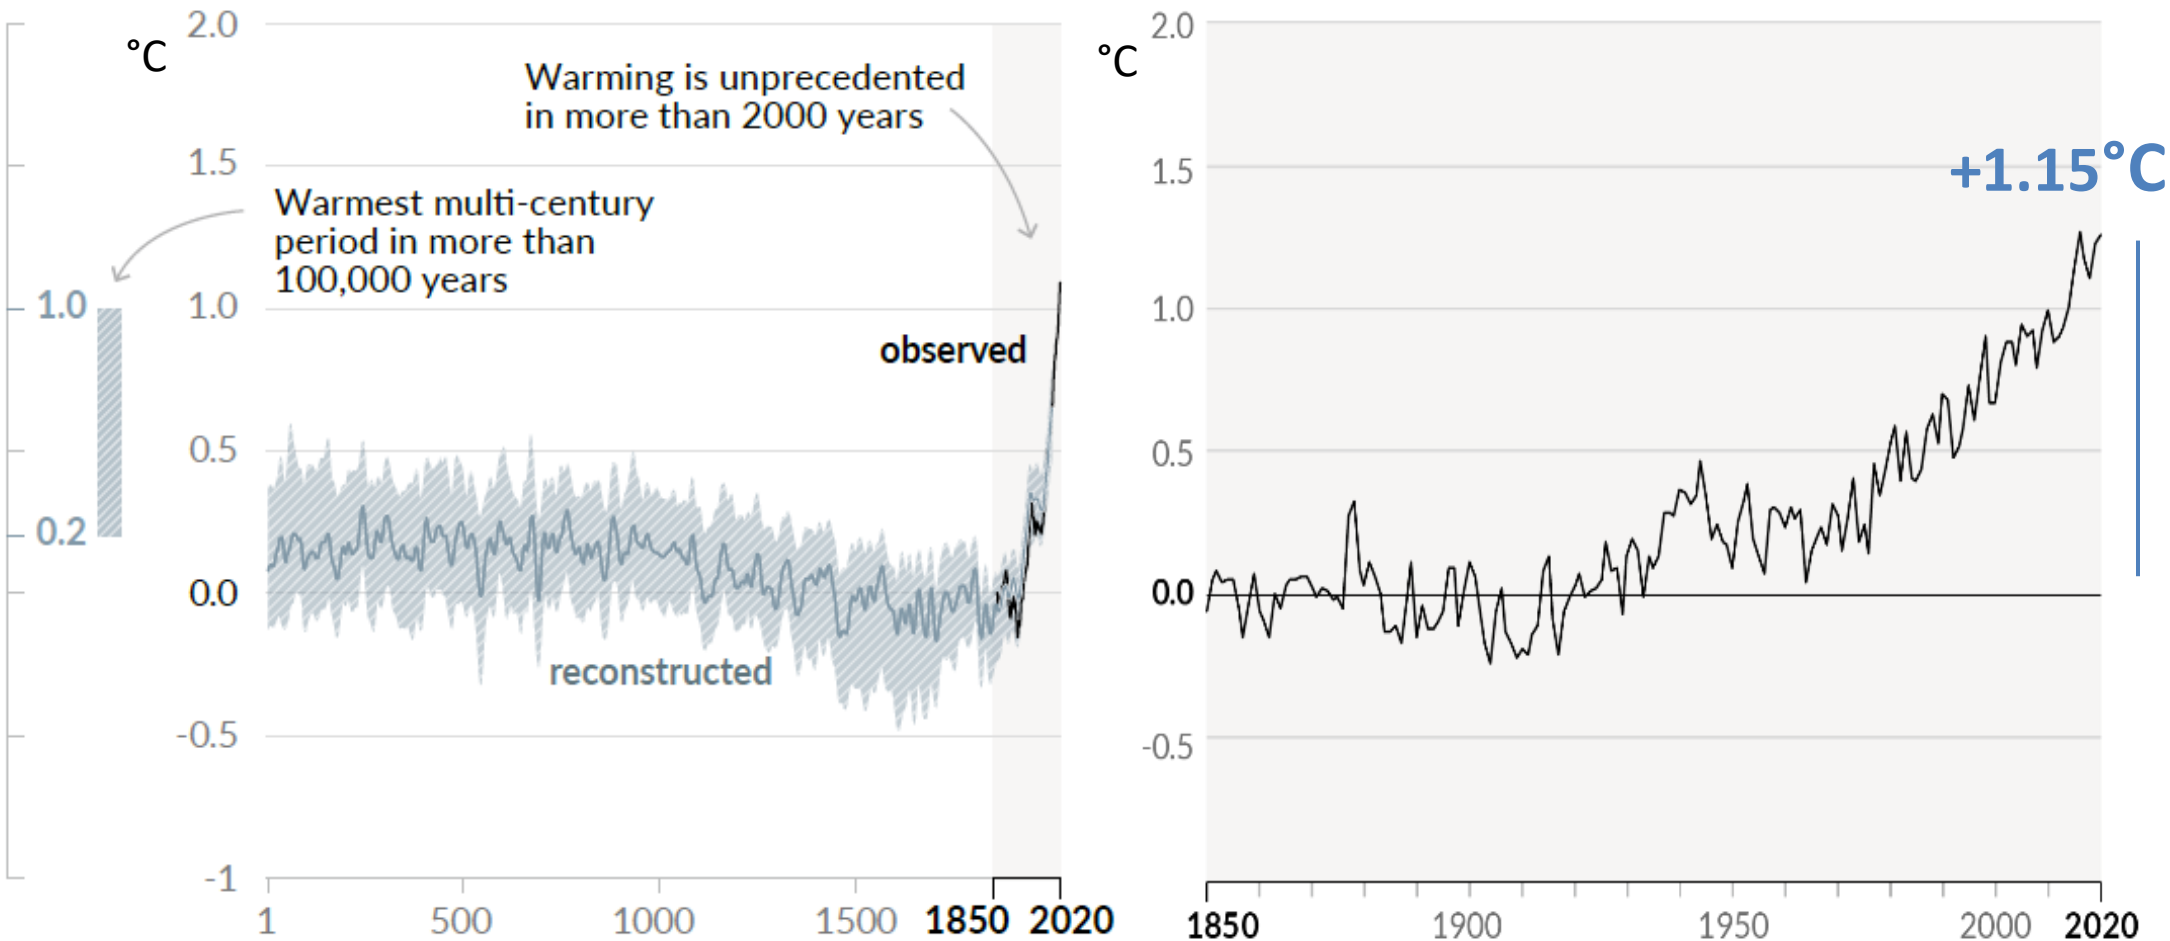 1.0
0.2
°C
2.0
1.5
1.0
0.5
0.0
-0.5
-1
Warming is unprecedented
in more than 2000 years
Warmest multi-century
period in more than
100,000 years
observed
reconstructed
1
500
1000
1500
1850
2020
°C
2.0
1.5
1.0
0.5
0.0
-0.5
+1.15°C
1850
1900
1950
2000
2020